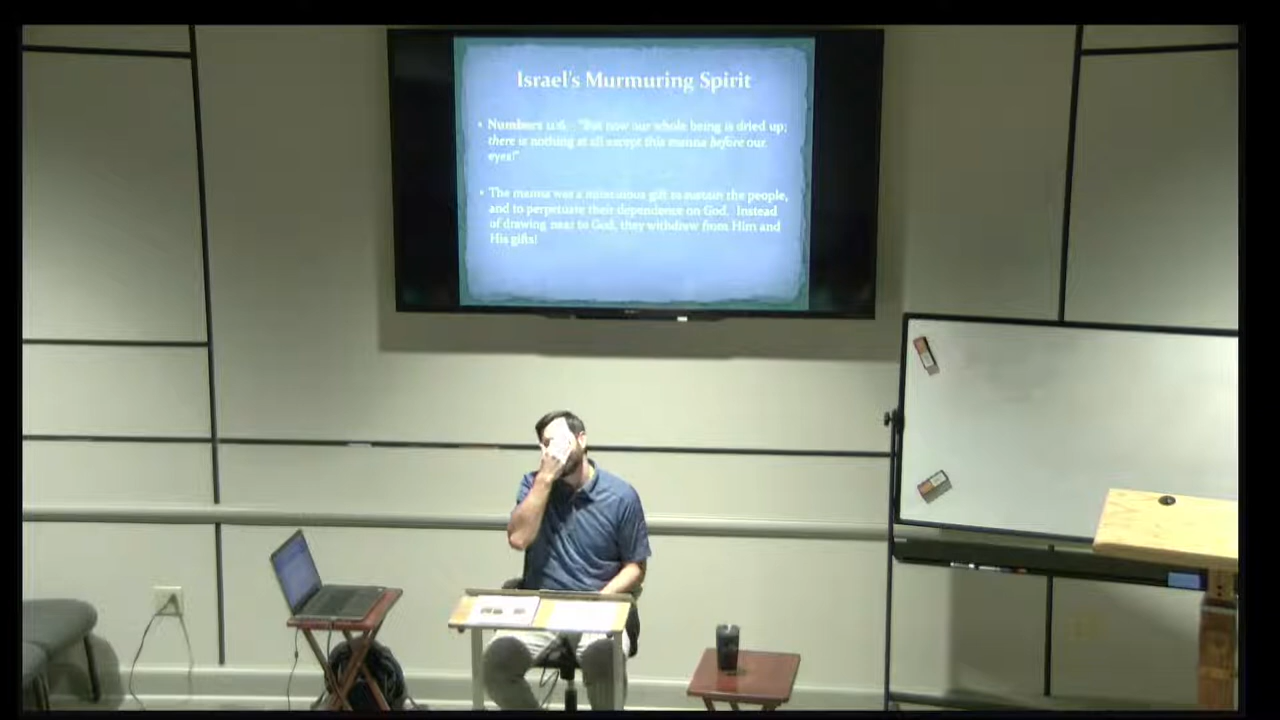 Israel's Murmuring Spirit
• Numbers 11:6 "But now our whole being is dried up;
there is nothing at all except this manna before our
eyes!"
• The manna was a miraculous gift to sustain the people,
and to perpetuate their dependence on God. Instead
of drawing near to God, they withdrew from Him and
His gifts!